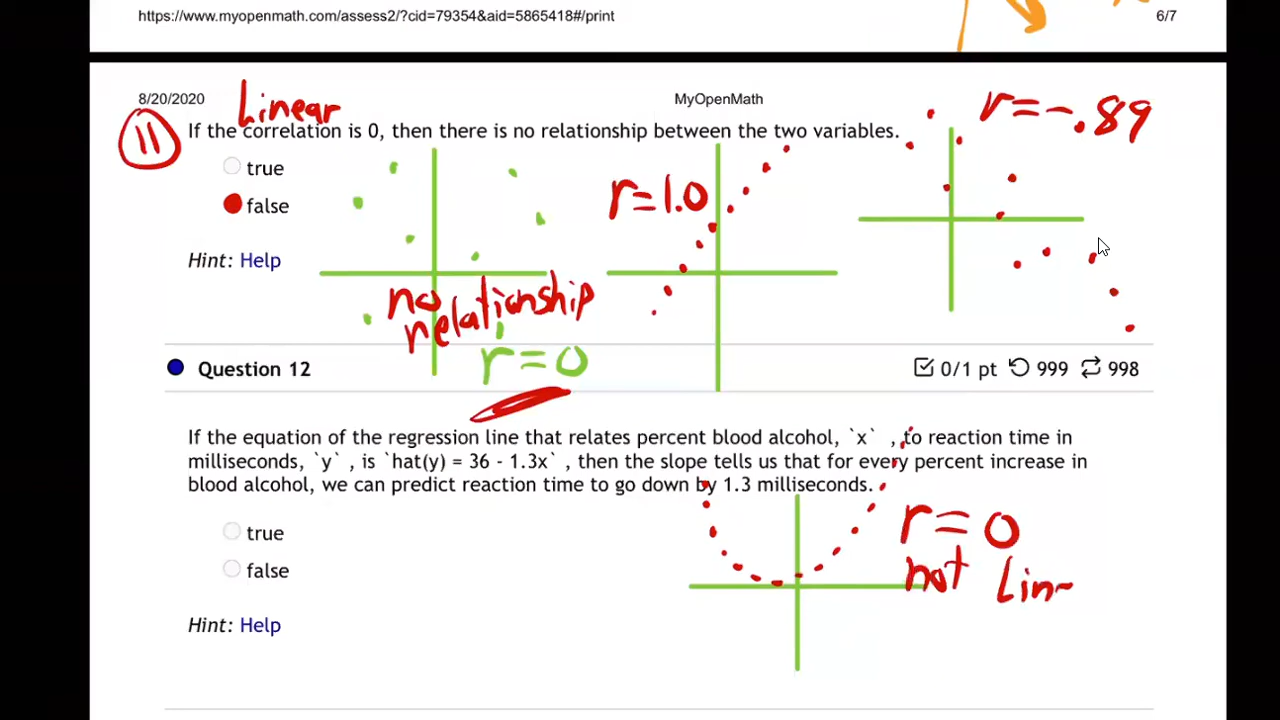 https://www.myopenmath.com/assess2/?cid=79354&aid=5865418#/print
6/7
8/20/2020
MyOpenMath
Linear
r=-.89
11
If the correlation is 0, then there is no relationship between the two variables.
true
r=1.0
false
Hint: Help
no
relationship
r=0
Question 12
0/1 pt 999 998
If the equation of the regression line that relates percent blood alcohol, `x` , to reaction time in
milliseconds, `y` , is `hat(y) = 36 - 1.3x` , then the slope tells us that for every percent increase in
blood alcohol, we can predict reaction time to go down by 1.3 milliseconds.
true
r=0
false
not Lin
Hint: Help